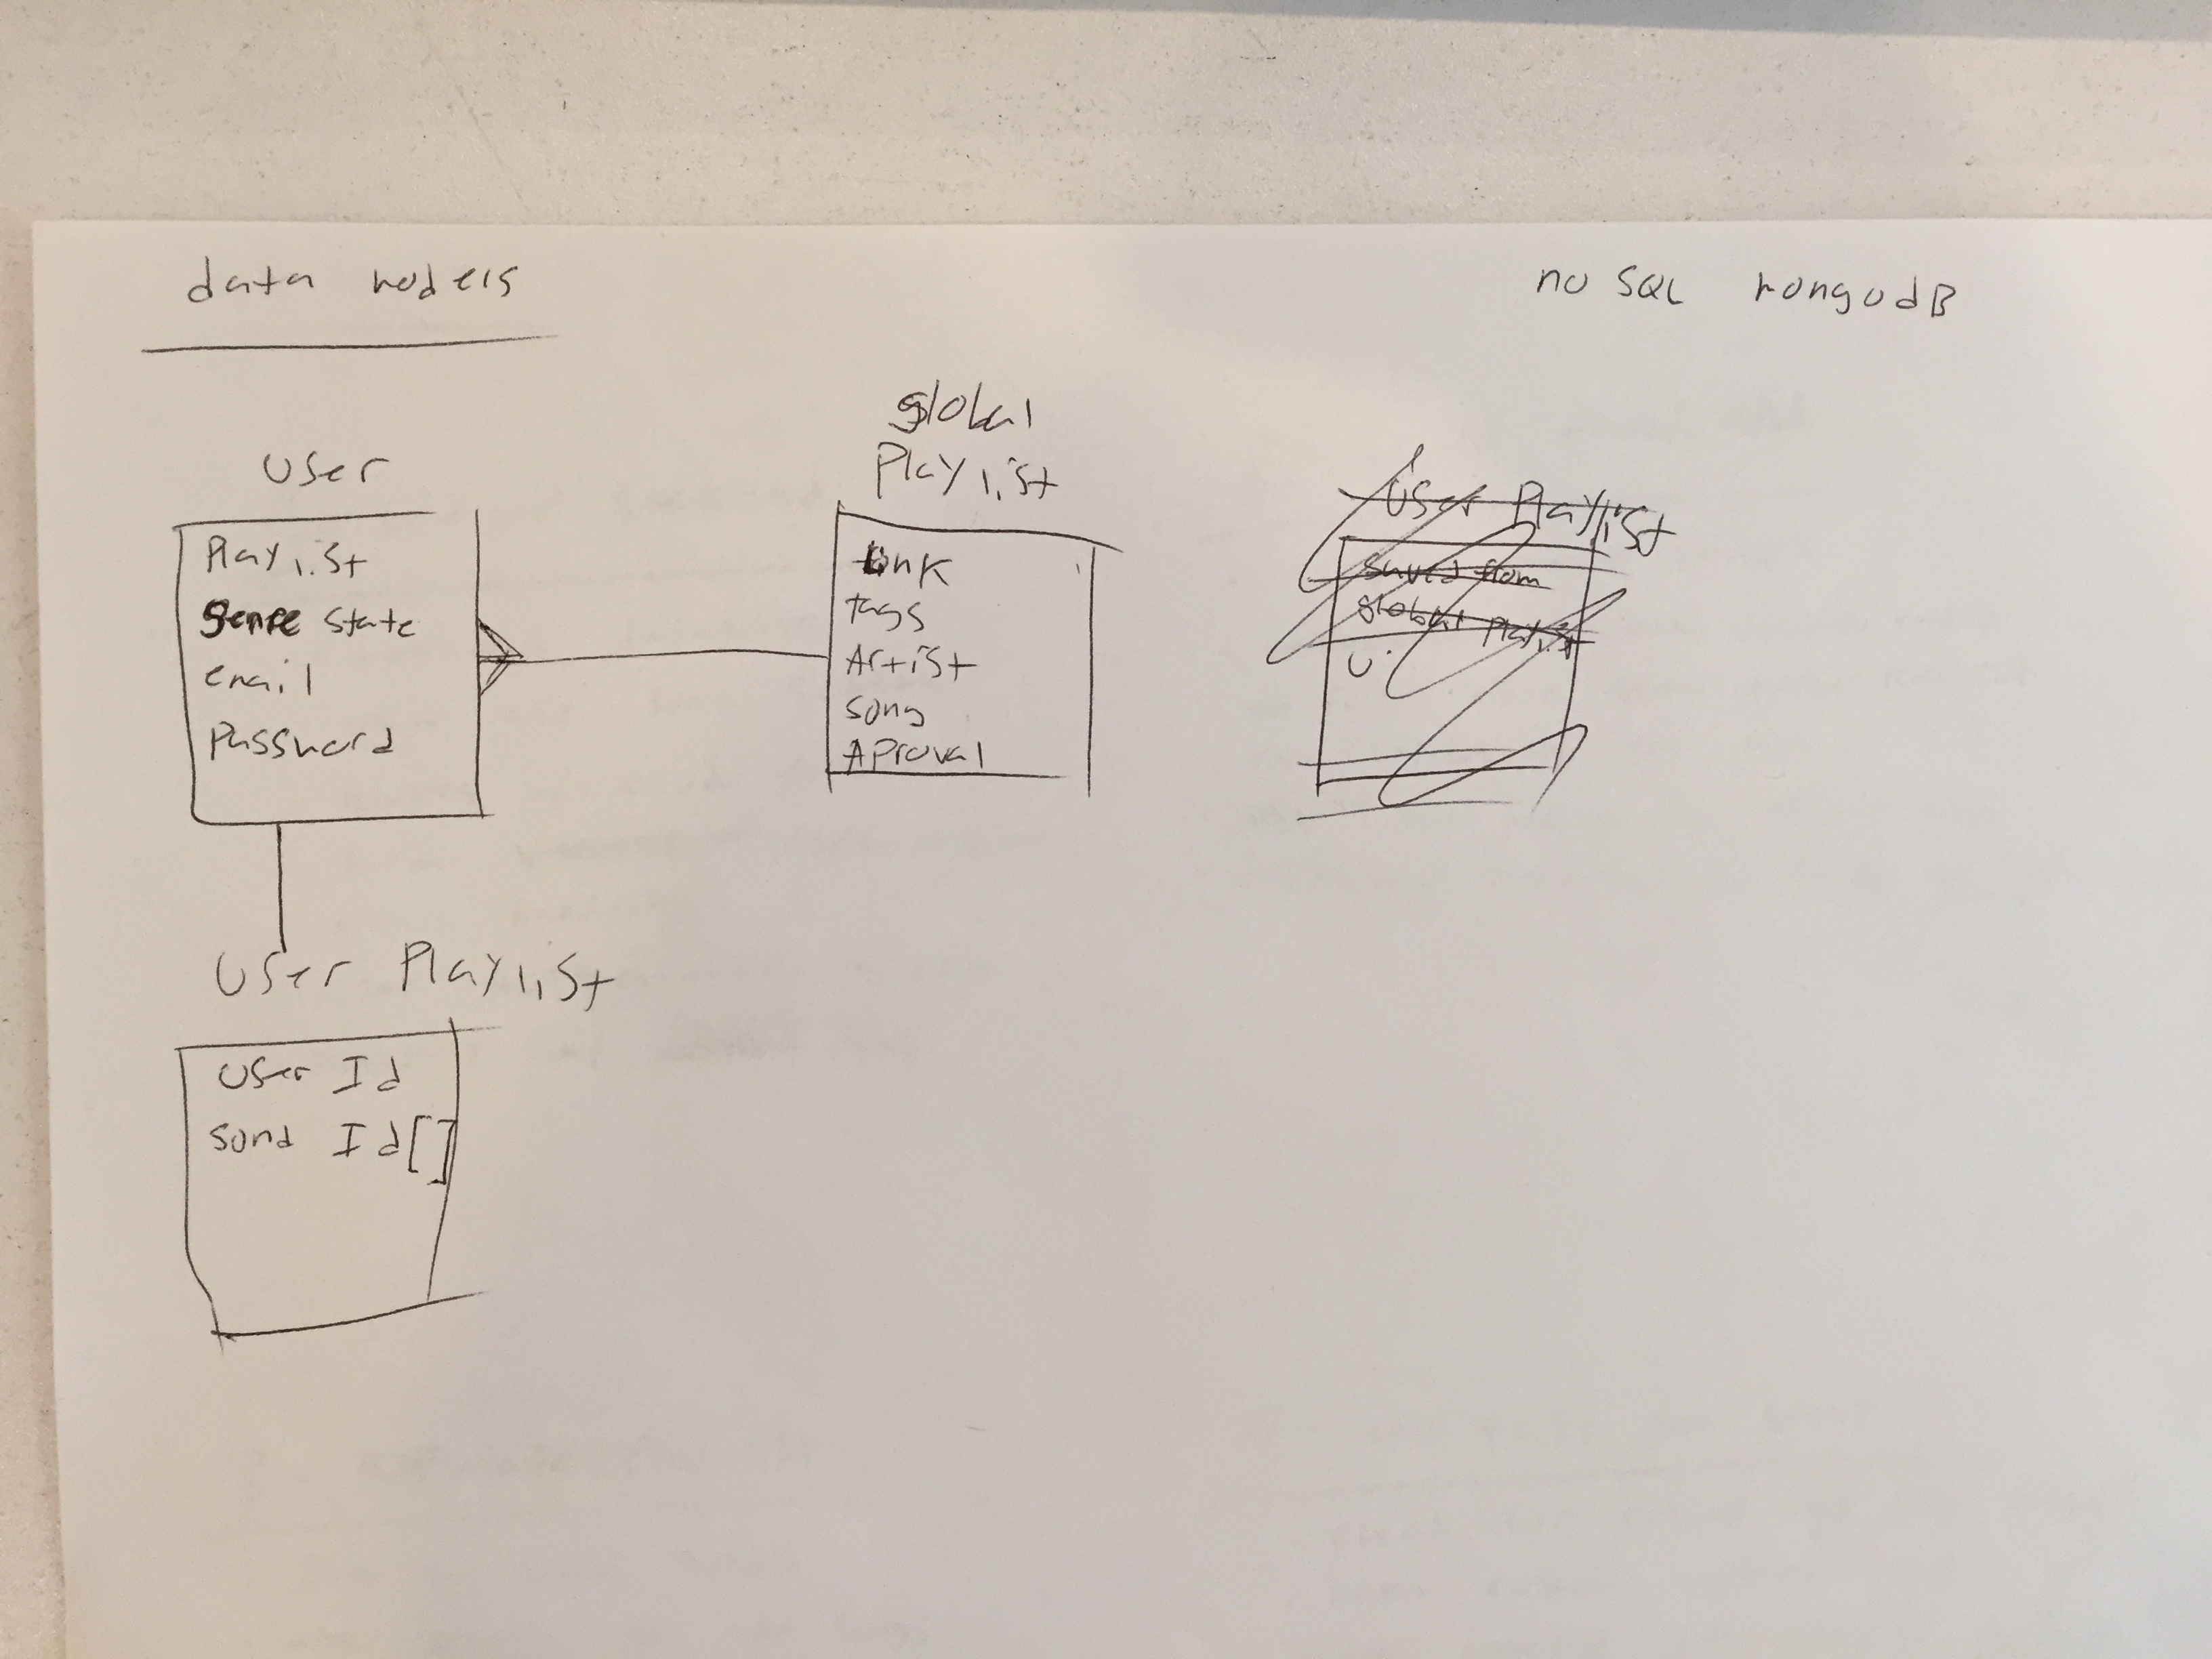 data models
no SQL mongodB
User
Playlist
genre state
email
Password
global
Playlist
Link
tags
Artist
song
Aproval
User Playlist
saved from
global Playlist
U
User Playlist
User Id
sond Id[]